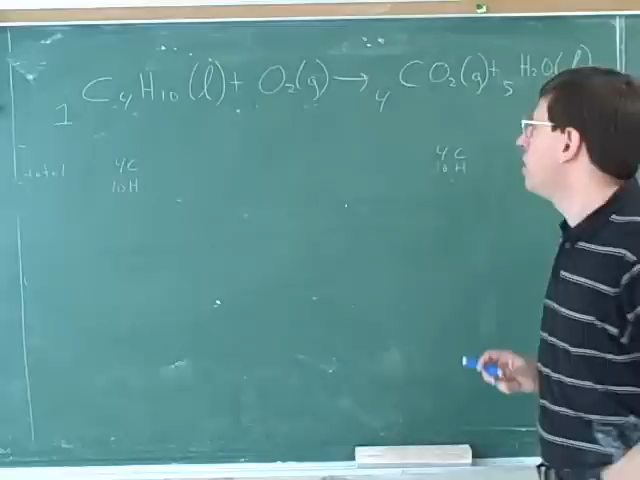 1 C₄H₁₀(l) + O₂(g) → 4 CO₂(g) + 5 H₂O(l)
total 4C 4C
10H 10H